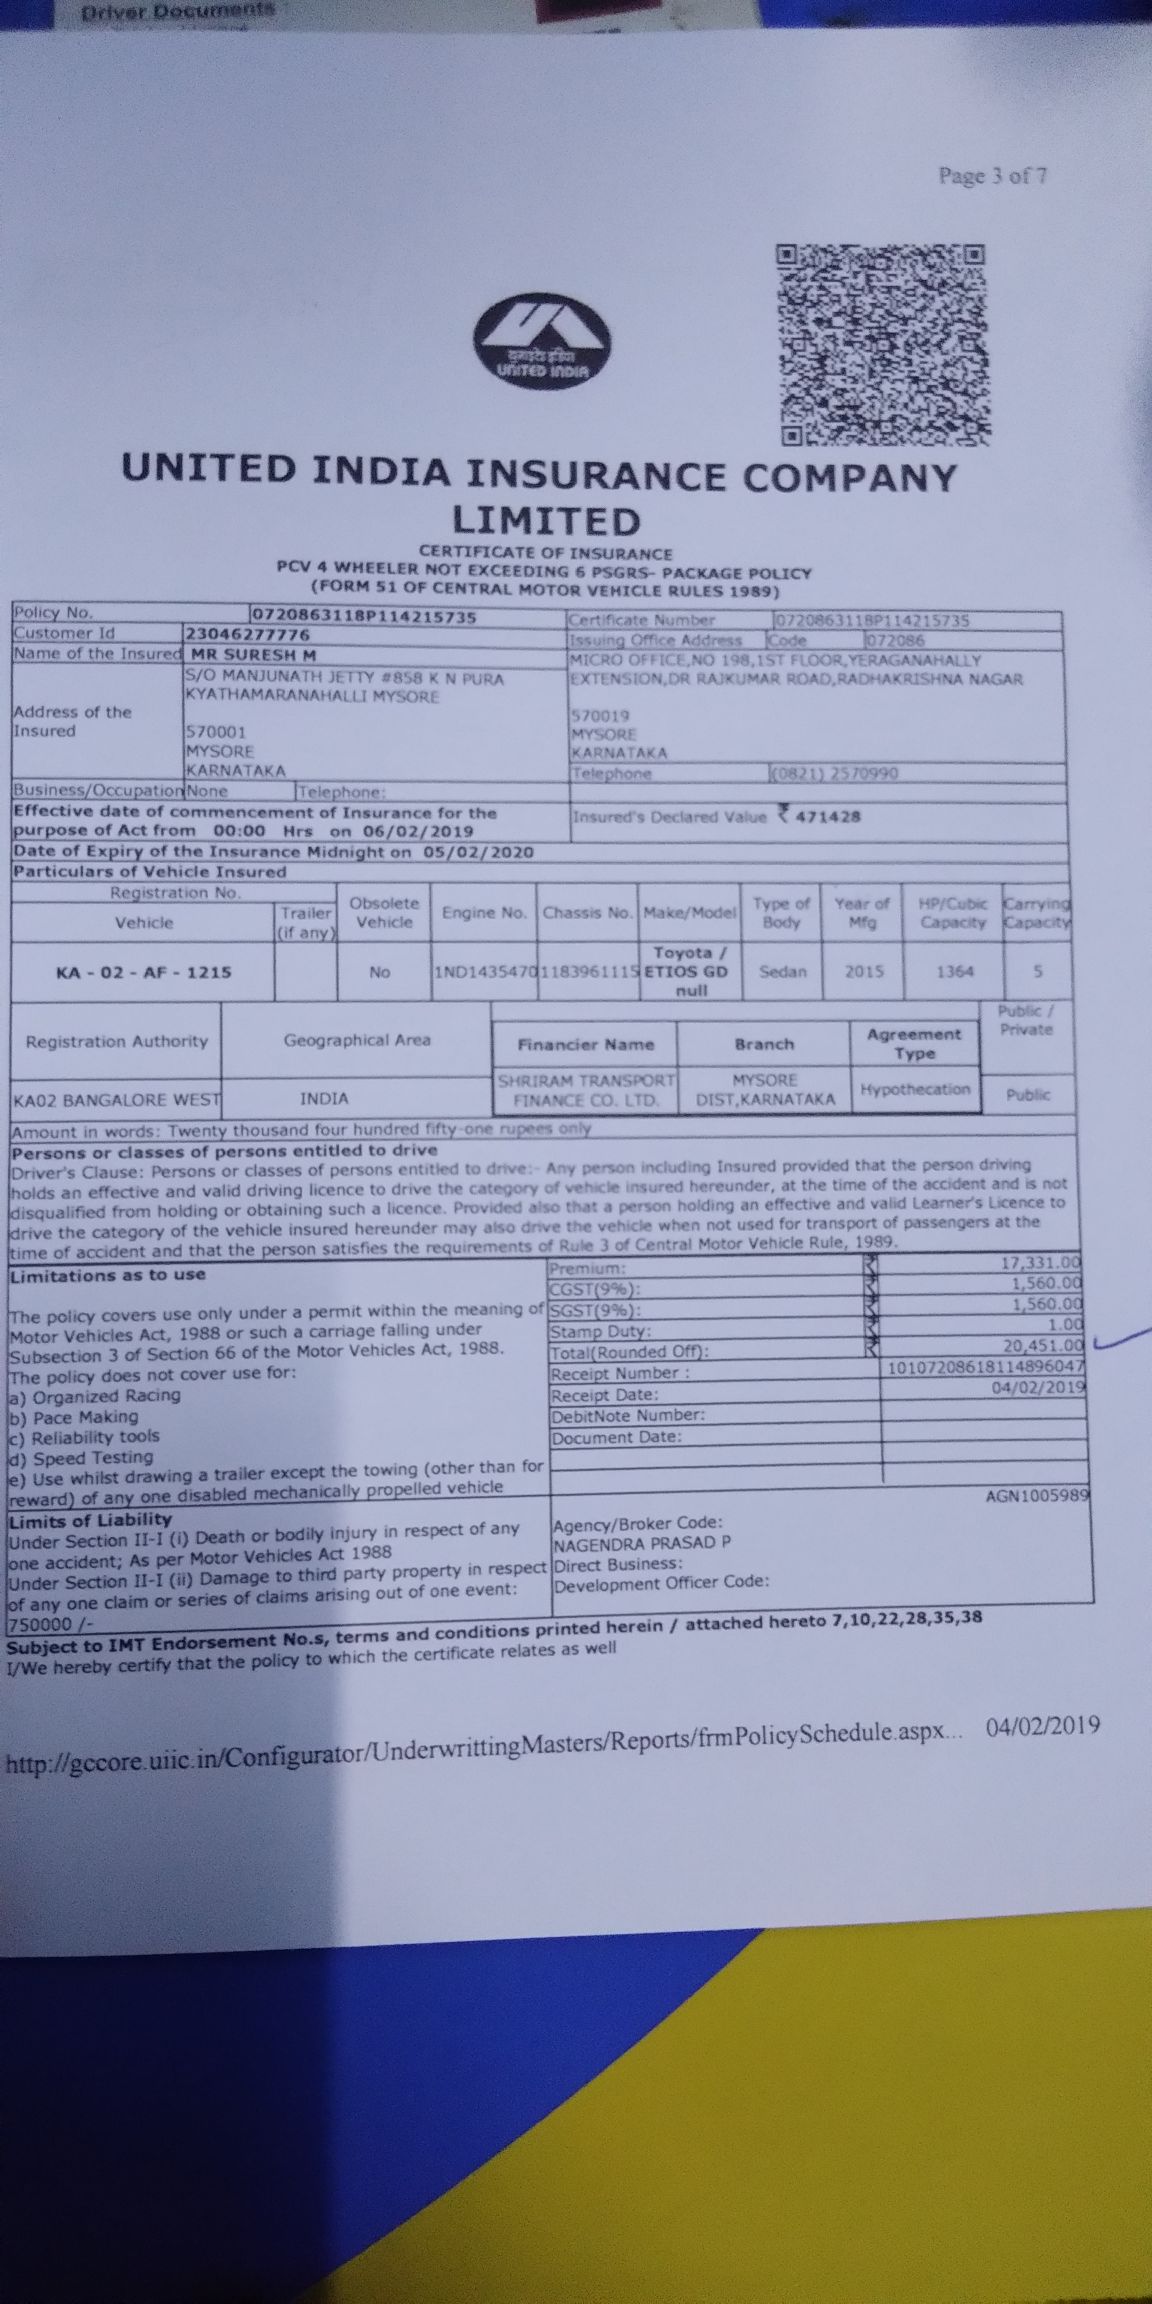 Driver Documents
Page 3 of 7
यूनाइटेड इंडिया
UNITED INDIA
UNITED INDIA INSURANCE COMPANY
LIMITED
CERTIFICATE OF INSURANCE
PCV 4 WHEELER NOT EXCEEDING 6 PSGRS- PACKAGE POLICY
(FORM 51 OF CENTRAL MOTOR VEHICLE RULES 1989)
Policy No. 0720863118P114215735 Certificate Number 0720863118P114215735
Customer Id 23046277776 Issuing Office Address Code 072086
Name of the Insured MR SURESH M
Address of the Insured
S/O MANJUNATH JETTY #858 K N PURA
KYATHAMARANAHALLI MYSORE
570001
MYSORE
KARNATAKA
MICRO OFFICE,NO 198,1ST FLOOR,YERAGANAHALLY
EXTENSION,DR RAJKUMAR ROAD,RADHAKRISHNA NAGAR
570019
MYSORE
KARNATAKA
Telephone (0821) 2570990
Business/Occupation None Telephone:
Effective date of commencement of Insurance for the
purpose of Act from 00:00 Hrs on 06/02/2019
Insured's Declared Value ₹ 471428
Date of Expiry of the Insurance Midnight on 05/02/2020
Particulars of Vehicle Insured
Registration No.
Vehicle Trailer (if any) Obsolete Vehicle Engine No. Chassis No. Make/Model Type of Body Year of Mfg HP/Cubic Capacity Carrying Capacity
KA - 02 - AF - 1215 No 1ND1435470 1183961115 Toyota / ETIOS GD null Sedan 2015 1364 5
Registration Authority Geographical Area Financier Name Branch Agreement Type Public / Private
KA02 BANGALORE WEST INDIA SHRIRAM TRANSPORT FINANCE CO. LTD. MYSORE DIST,KARNATAKA Hypothecation Public
Amount in words: Twenty thousand four hundred fifty-one rupees only
Persons or classes of persons entitled to drive
Driver's Clause: Persons or classes of persons entitled to drive:- Any person including Insured provided that the person driving
holds an effective and valid driving licence to drive the category of vehicle insured hereunder, at the time of the accident and is not
disqualified from holding or obtaining such a licence. Provided also that a person holding an effective and valid Learner's Licence to
drive the category of the vehicle insured hereunder may also drive the vehicle when not used for transport of passengers at the
time of accident and that the person satisfies the requirements of Rule 3 of Central Motor Vehicle Rule, 1989.
Limitations as to use
The policy covers use only under a permit within the meaning of
Motor Vehicles Act, 1988 or such a carriage falling under
Subsection 3 of Section 66 of the Motor Vehicles Act, 1988.
The policy does not cover use for:
a) Organized Racing
b) Pace Making
c) Reliability tools
d) Speed Testing
e) Use whilst drawing a trailer except the towing (other than for
reward) of any one disabled mechanically propelled vehicle
Premium: ₹ 17,331.00
CGST(9%): ₹ 1,560.00
SGST(9%): ₹ 1,560.00
Stamp Duty: ₹ 1.00
Total(Rounded Off): ₹ 20,451.00
Receipt Number : 10107208618114896047
Receipt Date: 04/02/2019
DebitNote Number:
Document Date:
Limits of Liability
Under Section II-I (i) Death or bodily injury in respect of any
one accident; As per Motor Vehicles Act 1988
Under Section II-I (ii) Damage to third party property in respect
of any one claim or series of claims arising out of one event:
750000 /-
AGN1005989
Agency/Broker Code:
NAGENDRA PRASAD P
Direct Business:
Development Officer Code:
Subject to IMT Endorsement No.s, terms and conditions printed herein / attached hereto 7,10,22,28,35,38
I/We hereby certify that the policy to which the certificate relates as well
http://gccore.uiic.in/Configurator/UnderwrittingMasters/Reports/frmPolicySchedule.aspx... 04/02/2019